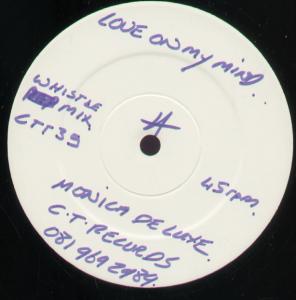 LOVE ON MY MIND.
WHISTLE
MIX
CTT39
A
45rpm.
MONICA DE LUXE.
C.T. RECORDS
081 969 2989.